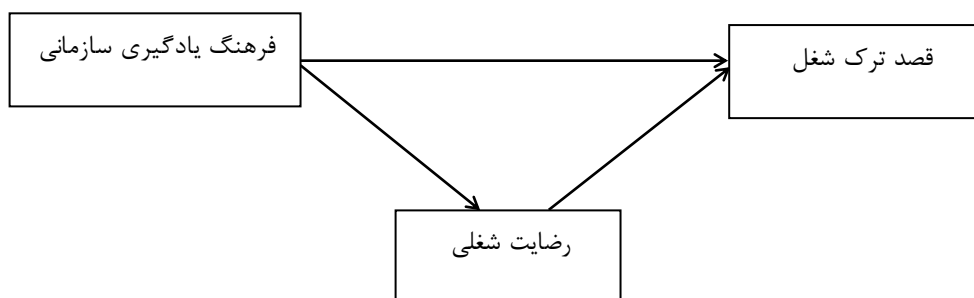 فرهنگ یادگیری سازمانی
قصد ترک شغل
رضایت شغلی